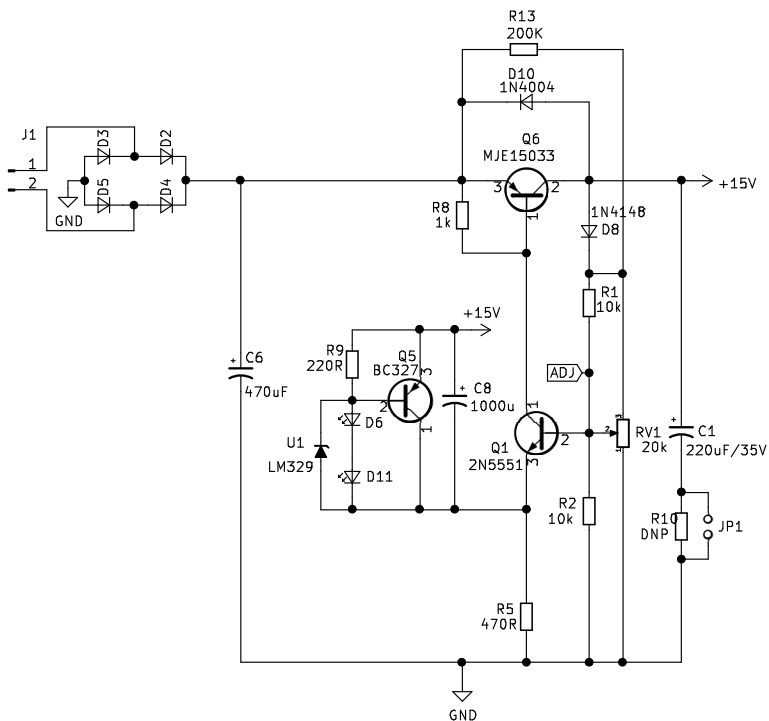 R13
200K
D10
1N4004
Q6
MJE15033
3
2
1
+15V
J1
1
2
D3
D2
D5
D4
GND
R8
1k
1N4148
D8
R1
10k
ADJ
+15V
R9
220R
Q5
BC327
3
2
1
C8
1000u
C6
470uF
D6
U1
LM329
D11
1
Q1
2N5551
2
3
3
2
1
RV1
20k
C1
220uF/35V
R2
10k
R10
DNP
JP1
R5
470R
GND